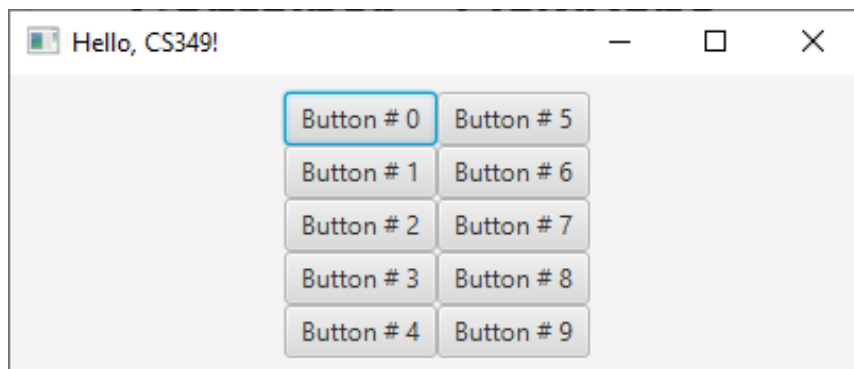 Hello, CS349!
Button # 0 Button # 5
Button # 1 Button # 6
Button # 2 Button # 7
Button # 3 Button # 8
Button # 4 Button # 9